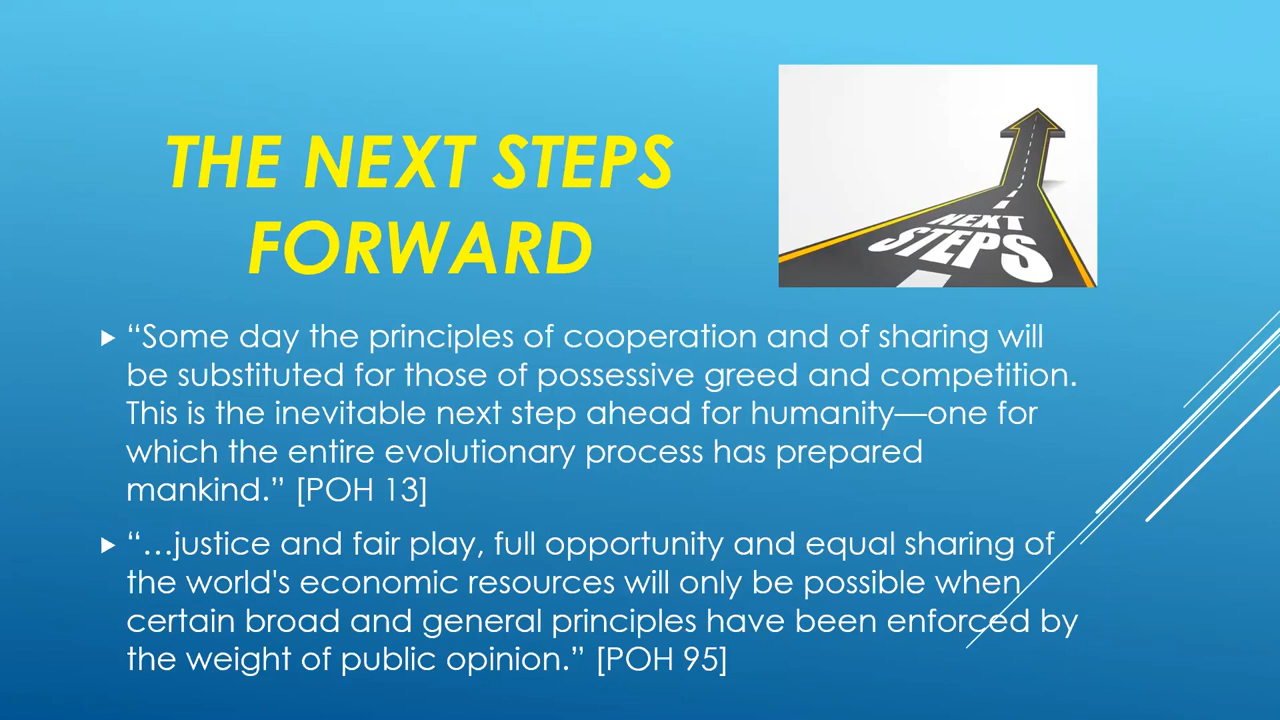 THE NEXT STEPS
FORWARD
NEXT
STEPS
“Some day the principles of cooperation and of sharing will
be substituted for those of possessive greed and competition.
This is the inevitable next step ahead for humanity—one for
which the entire evolutionary process has prepared
mankind.” [POH 13]
“…justice and fair play, full opportunity and equal sharing of
the world's economic resources will only be possible when
certain broad and general principles have been enforced by
the weight of public opinion.” [POH 95]